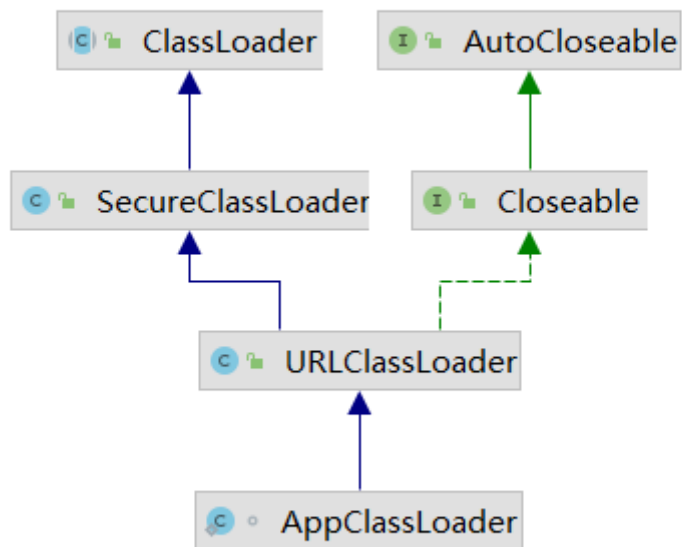 ClassLoader
AutoCloseable
SecureClassLoader
Closeable
URLClassLoader
AppClassLoader